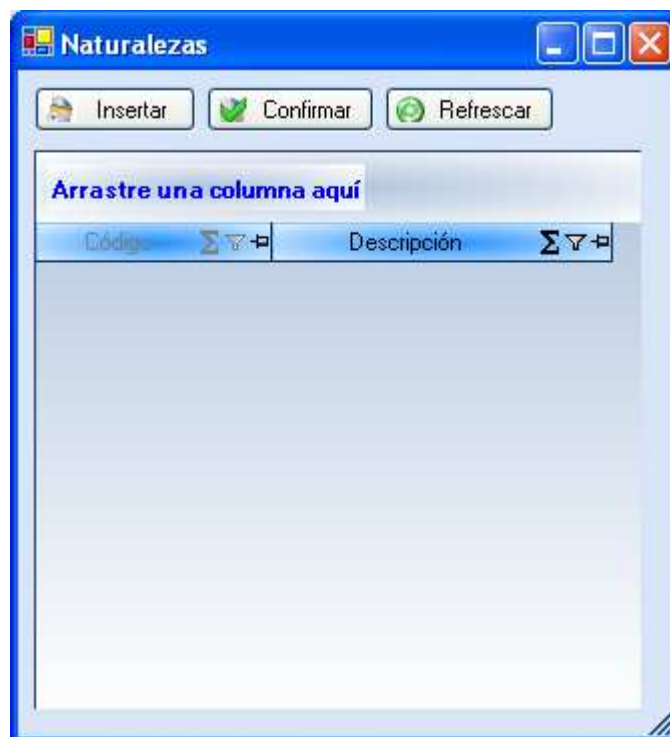 Naturalezas
Insertar Confirmar Refrescar
Arrastre una columna aquí
Código Σ Descripción Σ